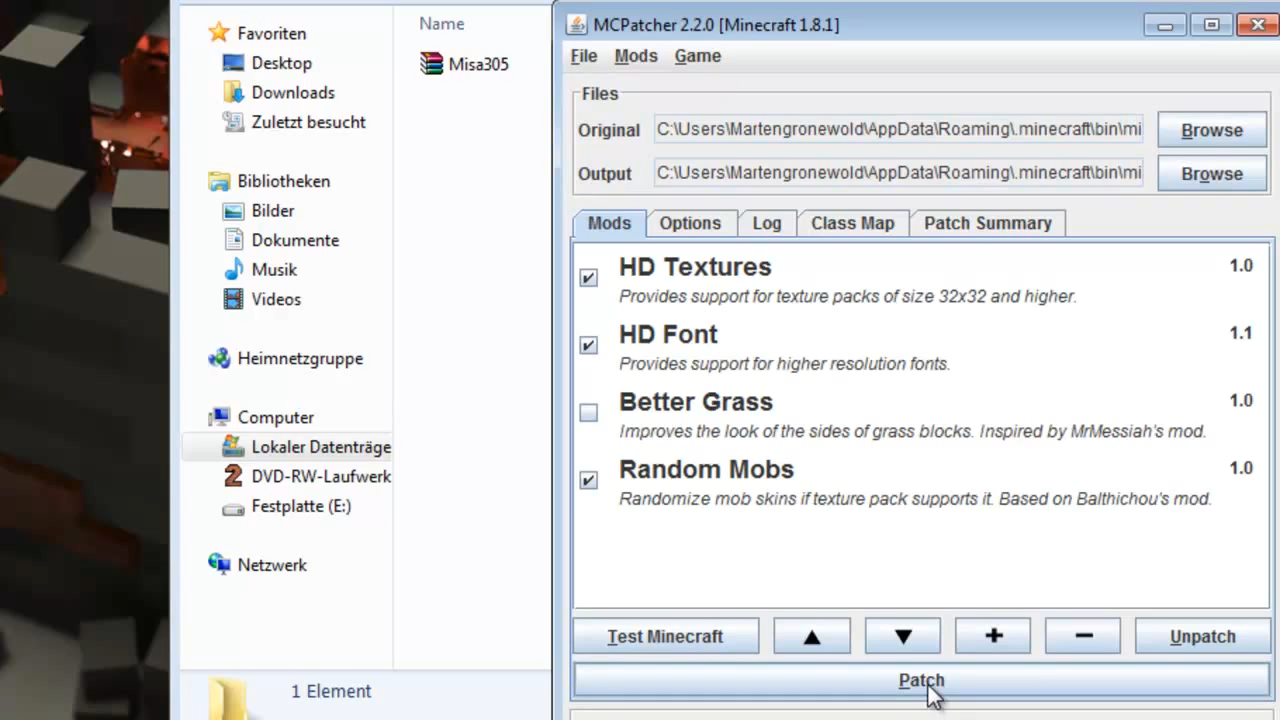 Favoriten
Desktop
Downloads
Zuletzt besucht
Bibliotheken
Bilder
Dokumente
Musik
Videos
Heimnetzgruppe
Computer
Lokaler Datenträge
DVD-RW-Laufwerk
Festplatte (E:)
Netzwerk
Name
Misa305
1 Element
MCPatcher 2.2.0 [Minecraft 1.8.1]
File Mods Game
Files
Original C:\Users\Martengronewold\AppData\Roaming\.minecraft\bin\mi Browse
Output C:\Users\Martengronewold\AppData\Roaming\.minecraft\bin\mi Browse
Mods Options Log Class Map Patch Summary
HD Textures 1.0
Provides support for texture packs of size 32x32 and higher.
HD Font 1.1
Provides support for higher resolution fonts.
Better Grass 1.0
Improves the look of the sides of grass blocks. Inspired by MrMessiah's mod.
Random Mobs 1.0
Randomize mob skins if texture pack supports it. Based on Balthichou's mod.
Test Minecraft + - Unpatch
Patch